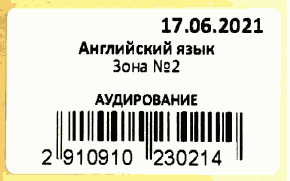 17.06.2021
Английский язык
Зона №2
АУДИРОВАНИЕ
2 910910 230214